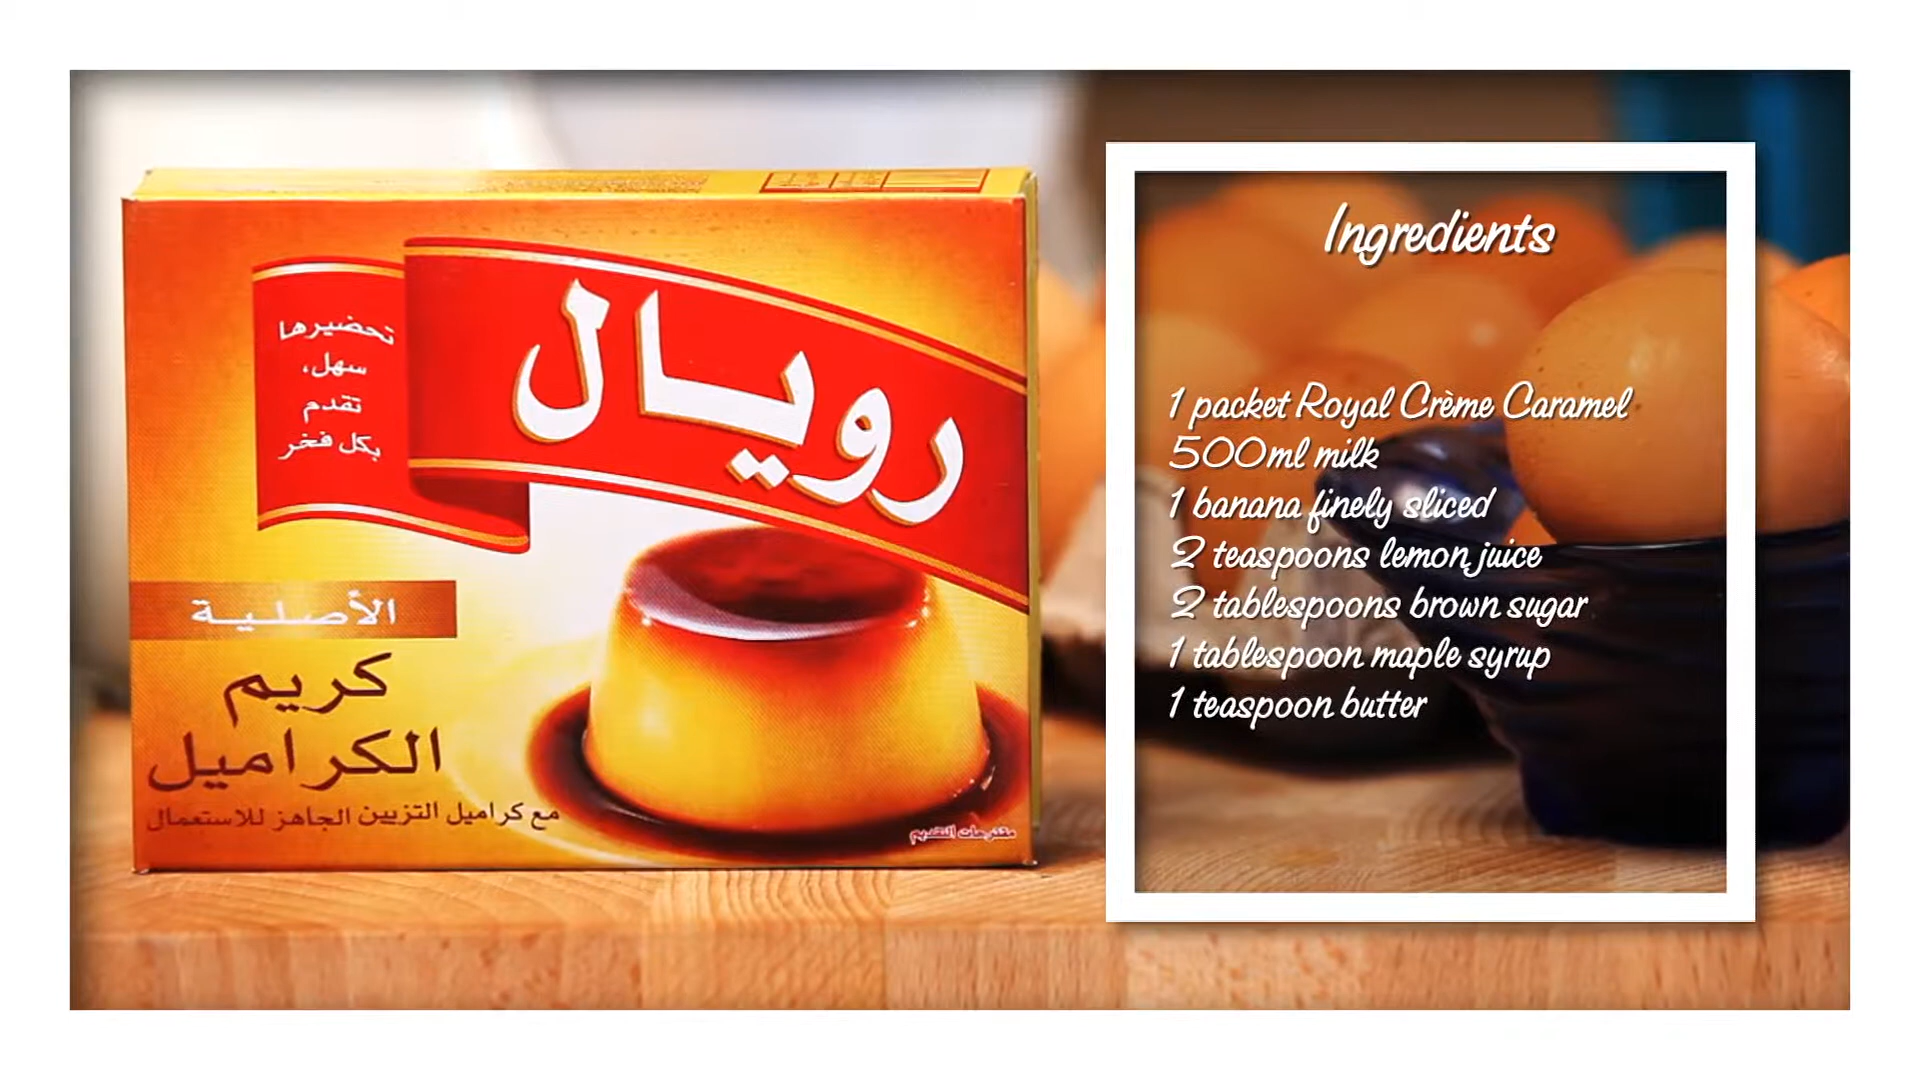 رويال
تحضيرها
سهل،
تقدم
بكل فخر
الأصلية
كريم
الكراميل
مع كراميل التزيين الجاهز للاستعمال
مقترحات التقديم
Ingredients
1 packet Royal Crème Caramel
500ml milk
1 banana finely sliced
2 teaspoons lemon juice
2 tablespoons brown sugar
1 tablespoon maple syrup
1 teaspoon butter